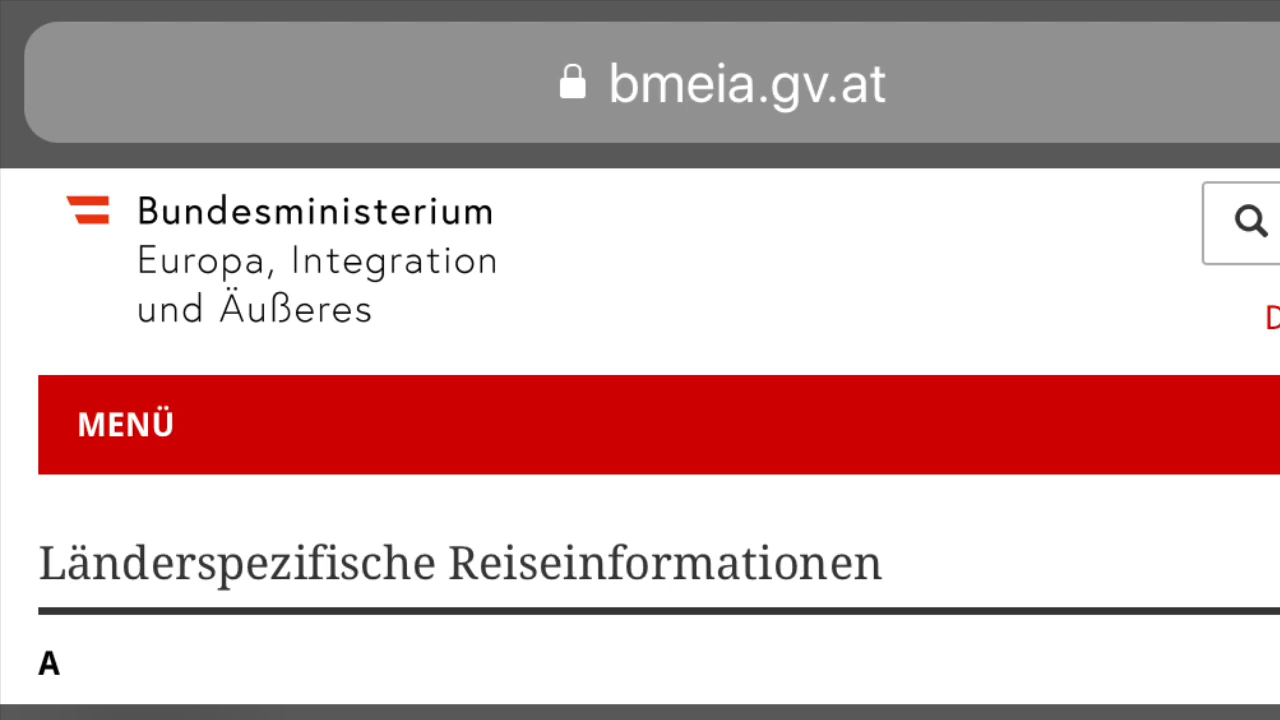 bmeia.gv.at
Bundesministerium
Europa, Integration
und Äußeres
MENÜ
Länderspezifische Reiseinformationen
A